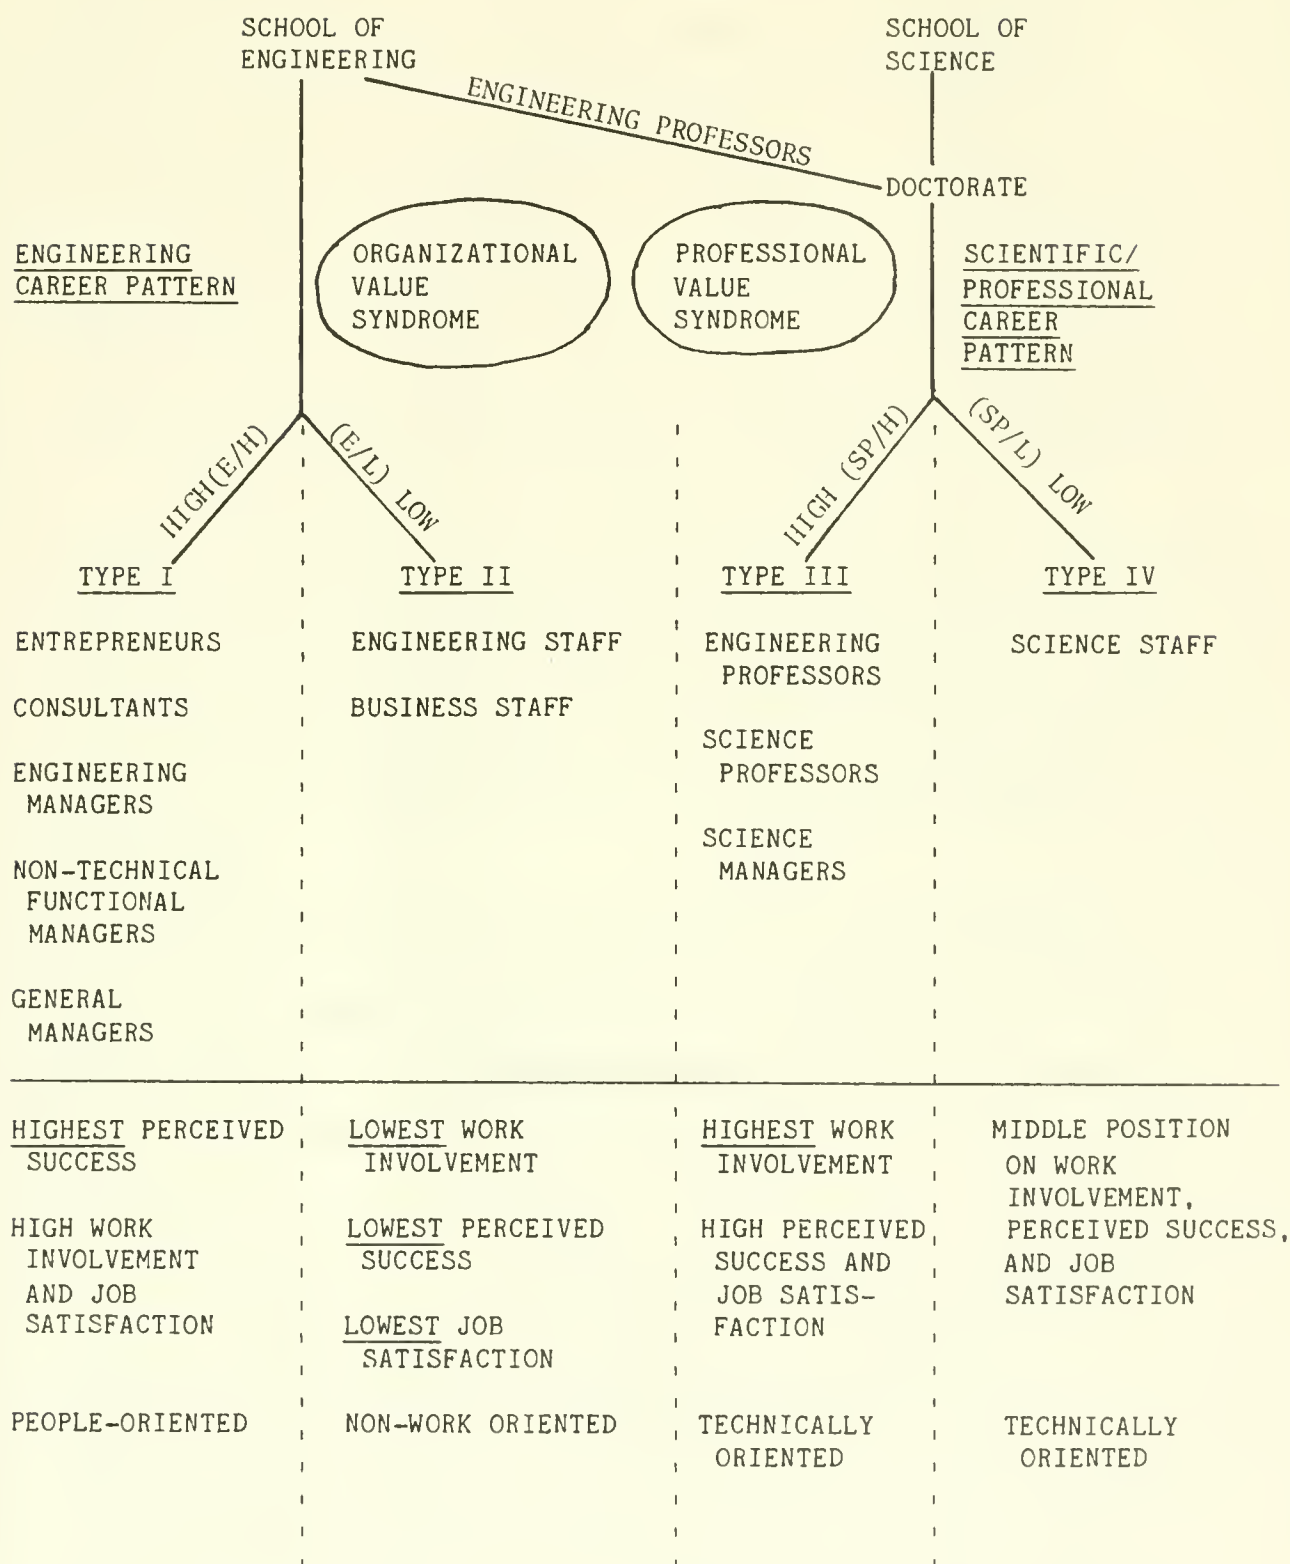 SCHOOL OF
ENGINEERING
SCHOOL OF
SCIENCE
ENGINEERING PROFESSORS
DOCTORATE
ENGINEERING
CAREER PATTERN
ORGANIZATIONAL
VALUE
SYNDROME
PROFESSIONAL
VALUE
SYNDROME
SCIENTIFIC/
PROFESSIONAL
CAREER
PATTERN
HIGH(E/H)
(E/L) LOW
HIGH (SP/H)
(SP/L) LOW
TYPE I
TYPE II
TYPE III
TYPE IV
ENTREPRENEURS
CONSULTANTS
ENGINEERING
MANAGERS
NON-TECHNICAL
FUNCTIONAL
MANAGERS
GENERAL
MANAGERS
ENGINEERING STAFF
BUSINESS STAFF
ENGINEERING
PROFESSORS
SCIENCE
PROFESSORS
SCIENCE
MANAGERS
SCIENCE STAFF
HIGHEST PERCEIVED
SUCCESS
HIGH WORK
INVOLVEMENT
AND JOB
SATISFACTION
PEOPLE-ORIENTED
LOWEST WORK
INVOLVEMENT
LOWEST PERCEIVED
SUCCESS
LOWEST JOB
SATISFACTION
NON-WORK ORIENTED
HIGHEST WORK
INVOLVEMENT
HIGH PERCEIVED
SUCCESS AND
JOB SATIS-
FACTION
TECHNICALLY
ORIENTED
MIDDLE POSITION
ON WORK
INVOLVEMENT,
PERCEIVED SUCCESS,
AND JOB
SATISFACTION
TECHNICALLY
ORIENTED